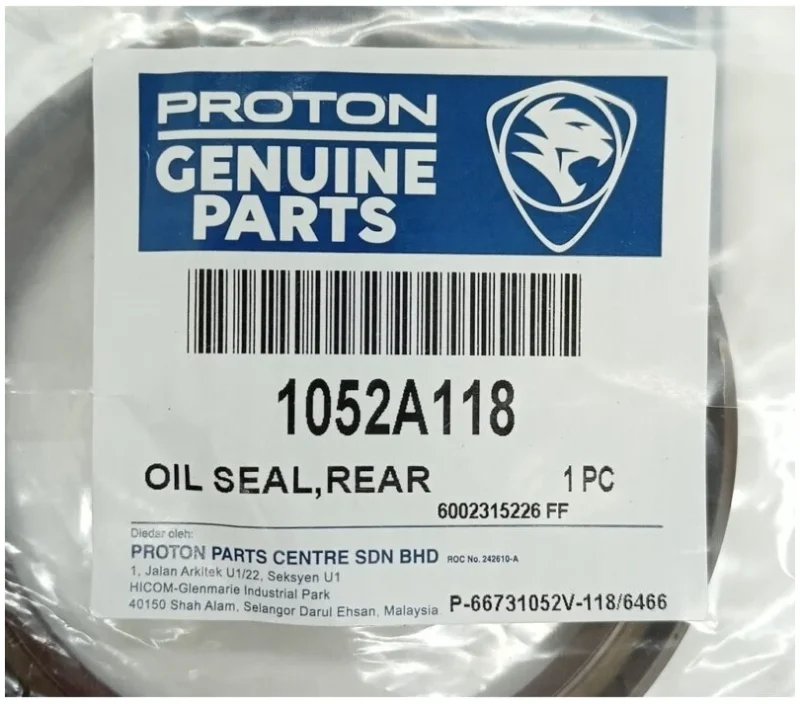 PROTON
GENUINE
PARTS
1052A118
OIL SEAL,REAR 1 PC
6002315226 FF
Diedar oleh:
PROTON PARTS CENTRE SDN BHD ROC No. 242610-A
1, Jalan Arkitek U1/22, Seksyen U1
HICOM-Glenmarie Industrial Park
40150 Shah Alam, Selangor Darul Ehsan, Malaysia. P-66731052V-118/6466